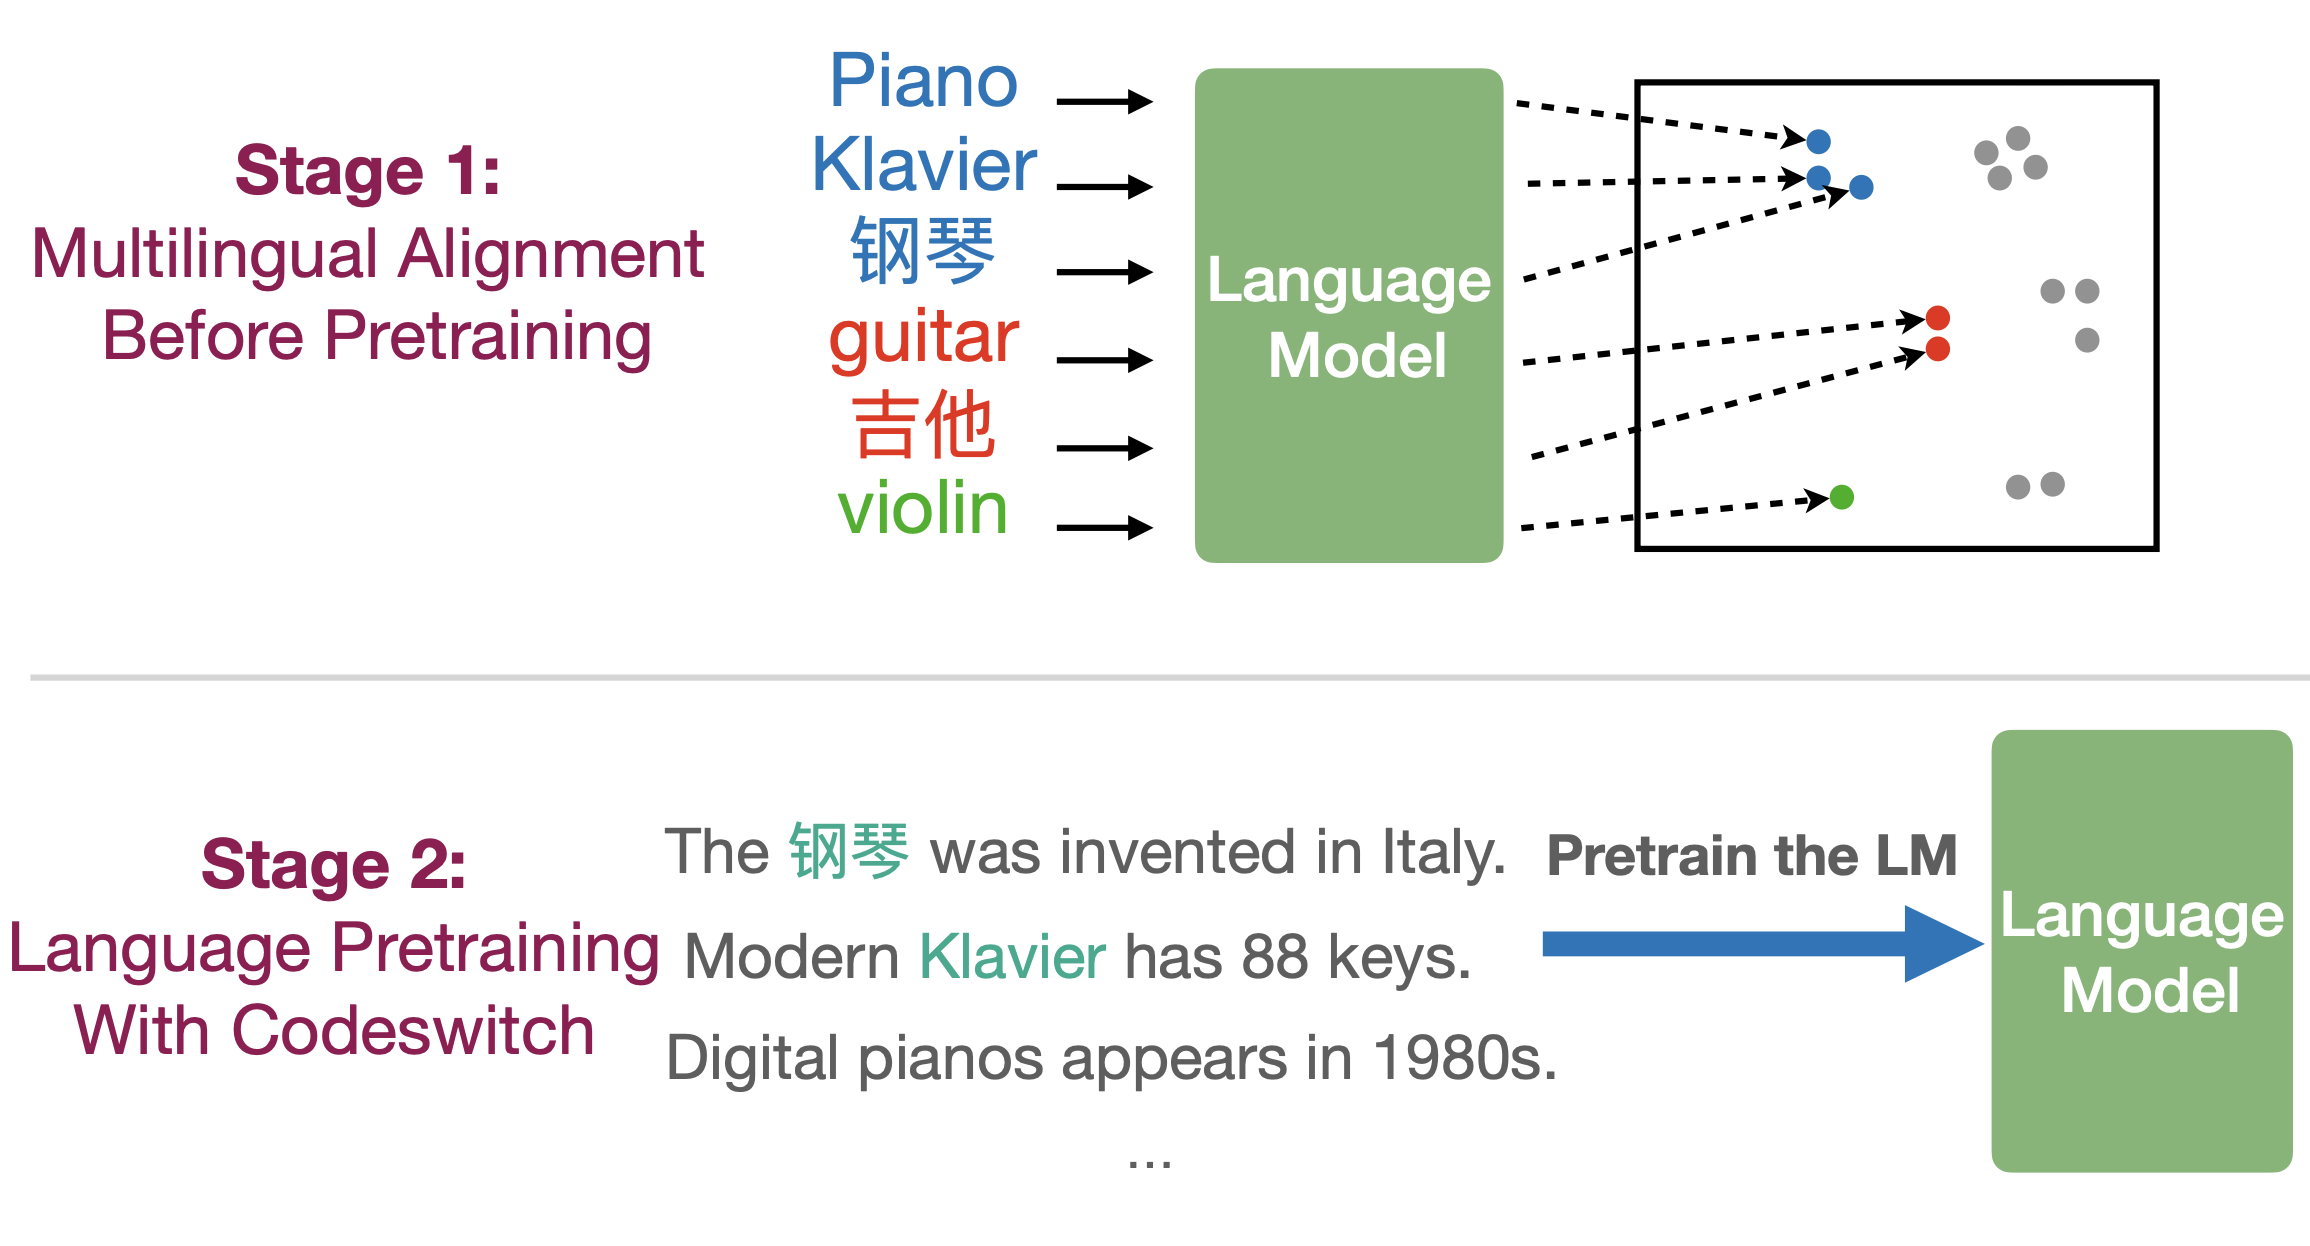 Stage 1:
Multilingual Alignment
Before Pretraining
Piano
Klavier
钢琴
guitar
吉他
violin
Language
Model
Stage 2:
Language Pretraining
With Codeswitch
The 钢琴 was invented in Italy.
Modern Klavier has 88 keys.
Digital pianos appears in 1980s.
...
Pretrain the LM
Language
Model